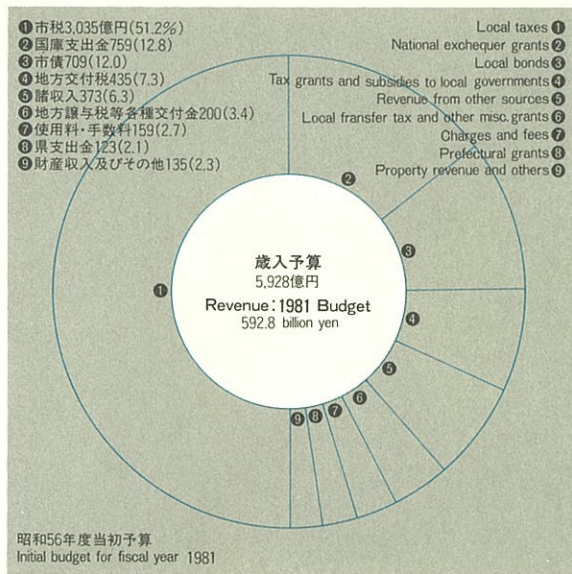 ❶市税3,035億円(51.2%)
❷国庫支出金759(12.8)
❸市債709(12.0)
❹地方交付税435(7.3)
❺諸収入373(6.3)
❻地方譲与税等各種交付金200(3.4)
❼使用料・手数料159(2.7)
❽県支出金123(2.1)
❾財産収入及びその他135(2.3)
Local taxes ❶
National exchequer grants ❷
Local bonds ❸
Tax grants and subsidies to local governments ❹
Revenue from other sources ❺
Local fransfer tax and other misc. grants ❻
Charges and fees ❼
Prefectural grants ❽
Property revenue and others ❾
❶
❷
❸
❹
❺
❻
❼
❽
❾
歳入予算
5,928億円
Revenue:1981 Budget
592.8 billion yen
昭和56年度当初予算
Initial budget for fiscal year 1981